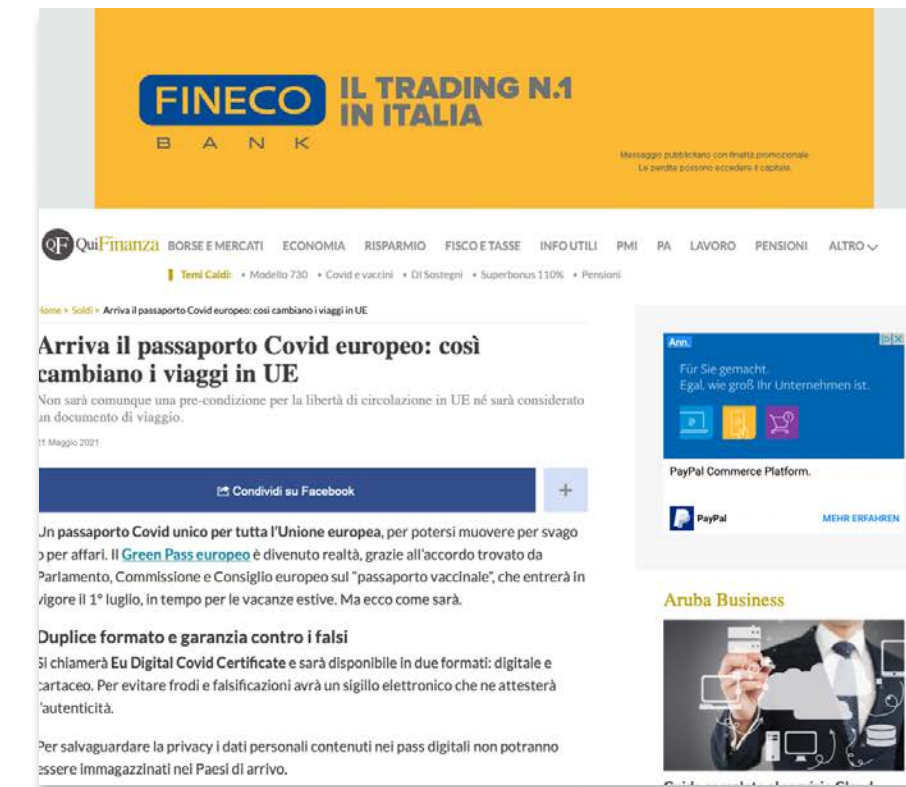 FINECO
BANK
IL TRADING N.1
IN ITALIA
Messaggio pubblicitario con finalità promozionale.
Le perdite possono eccedere il capitale.
QF QuiFinanza BORSE E MERCATI ECONOMIA RISPARMIO FISCO E TASSE INFO UTILI PMI PA LAVORO PENSIONI ALTRO
Temi Caldi: • Modello 730 • Covid e vaccini • Dl Sostegni • Superbonus 110% • Pensioni
Home » Soldi » Arriva il passaporto Covid europeo: così cambiano i viaggi in UE
Arriva il passaporto Covid europeo: così
cambiano i viaggi in UE
Non sarà comunque una pre-condizione per la libertà di circolazione in UE né sarà considerato
un documento di viaggio.
21 Maggio 2021
Condividi su Facebook +
Un passaporto Covid unico per tutta l'Unione europea, per potersi muovere per svago
o per affari. Il Green Pass europeo è divenuto realtà, grazie all'accordo trovato da
Parlamento, Commissione e Consiglio europeo sul "passaporto vaccinale", che entrerà in
vigore il 1° luglio, in tempo per le vacanze estive. Ma ecco come sarà.
Duplice formato e garanzia contro i falsi
Si chiamerà Eu Digital Covid Certificate e sarà disponibile in due formati: digitale e
cartaceo. Per evitare frodi e falsificazioni avrà un sigillo elettronico che ne attesterà
l'autenticità.
Per salvaguardare la privacy i dati personali contenuti nei pass digitali non potranno
essere immagazzinati nei Paesi di arrivo.
Ann.
Für Sie gemacht.
Egal, wie groß Ihr Unternehmen ist.
PayPal Commerce Platform.
PayPal MEHR ERFAHREN
Aruba Business